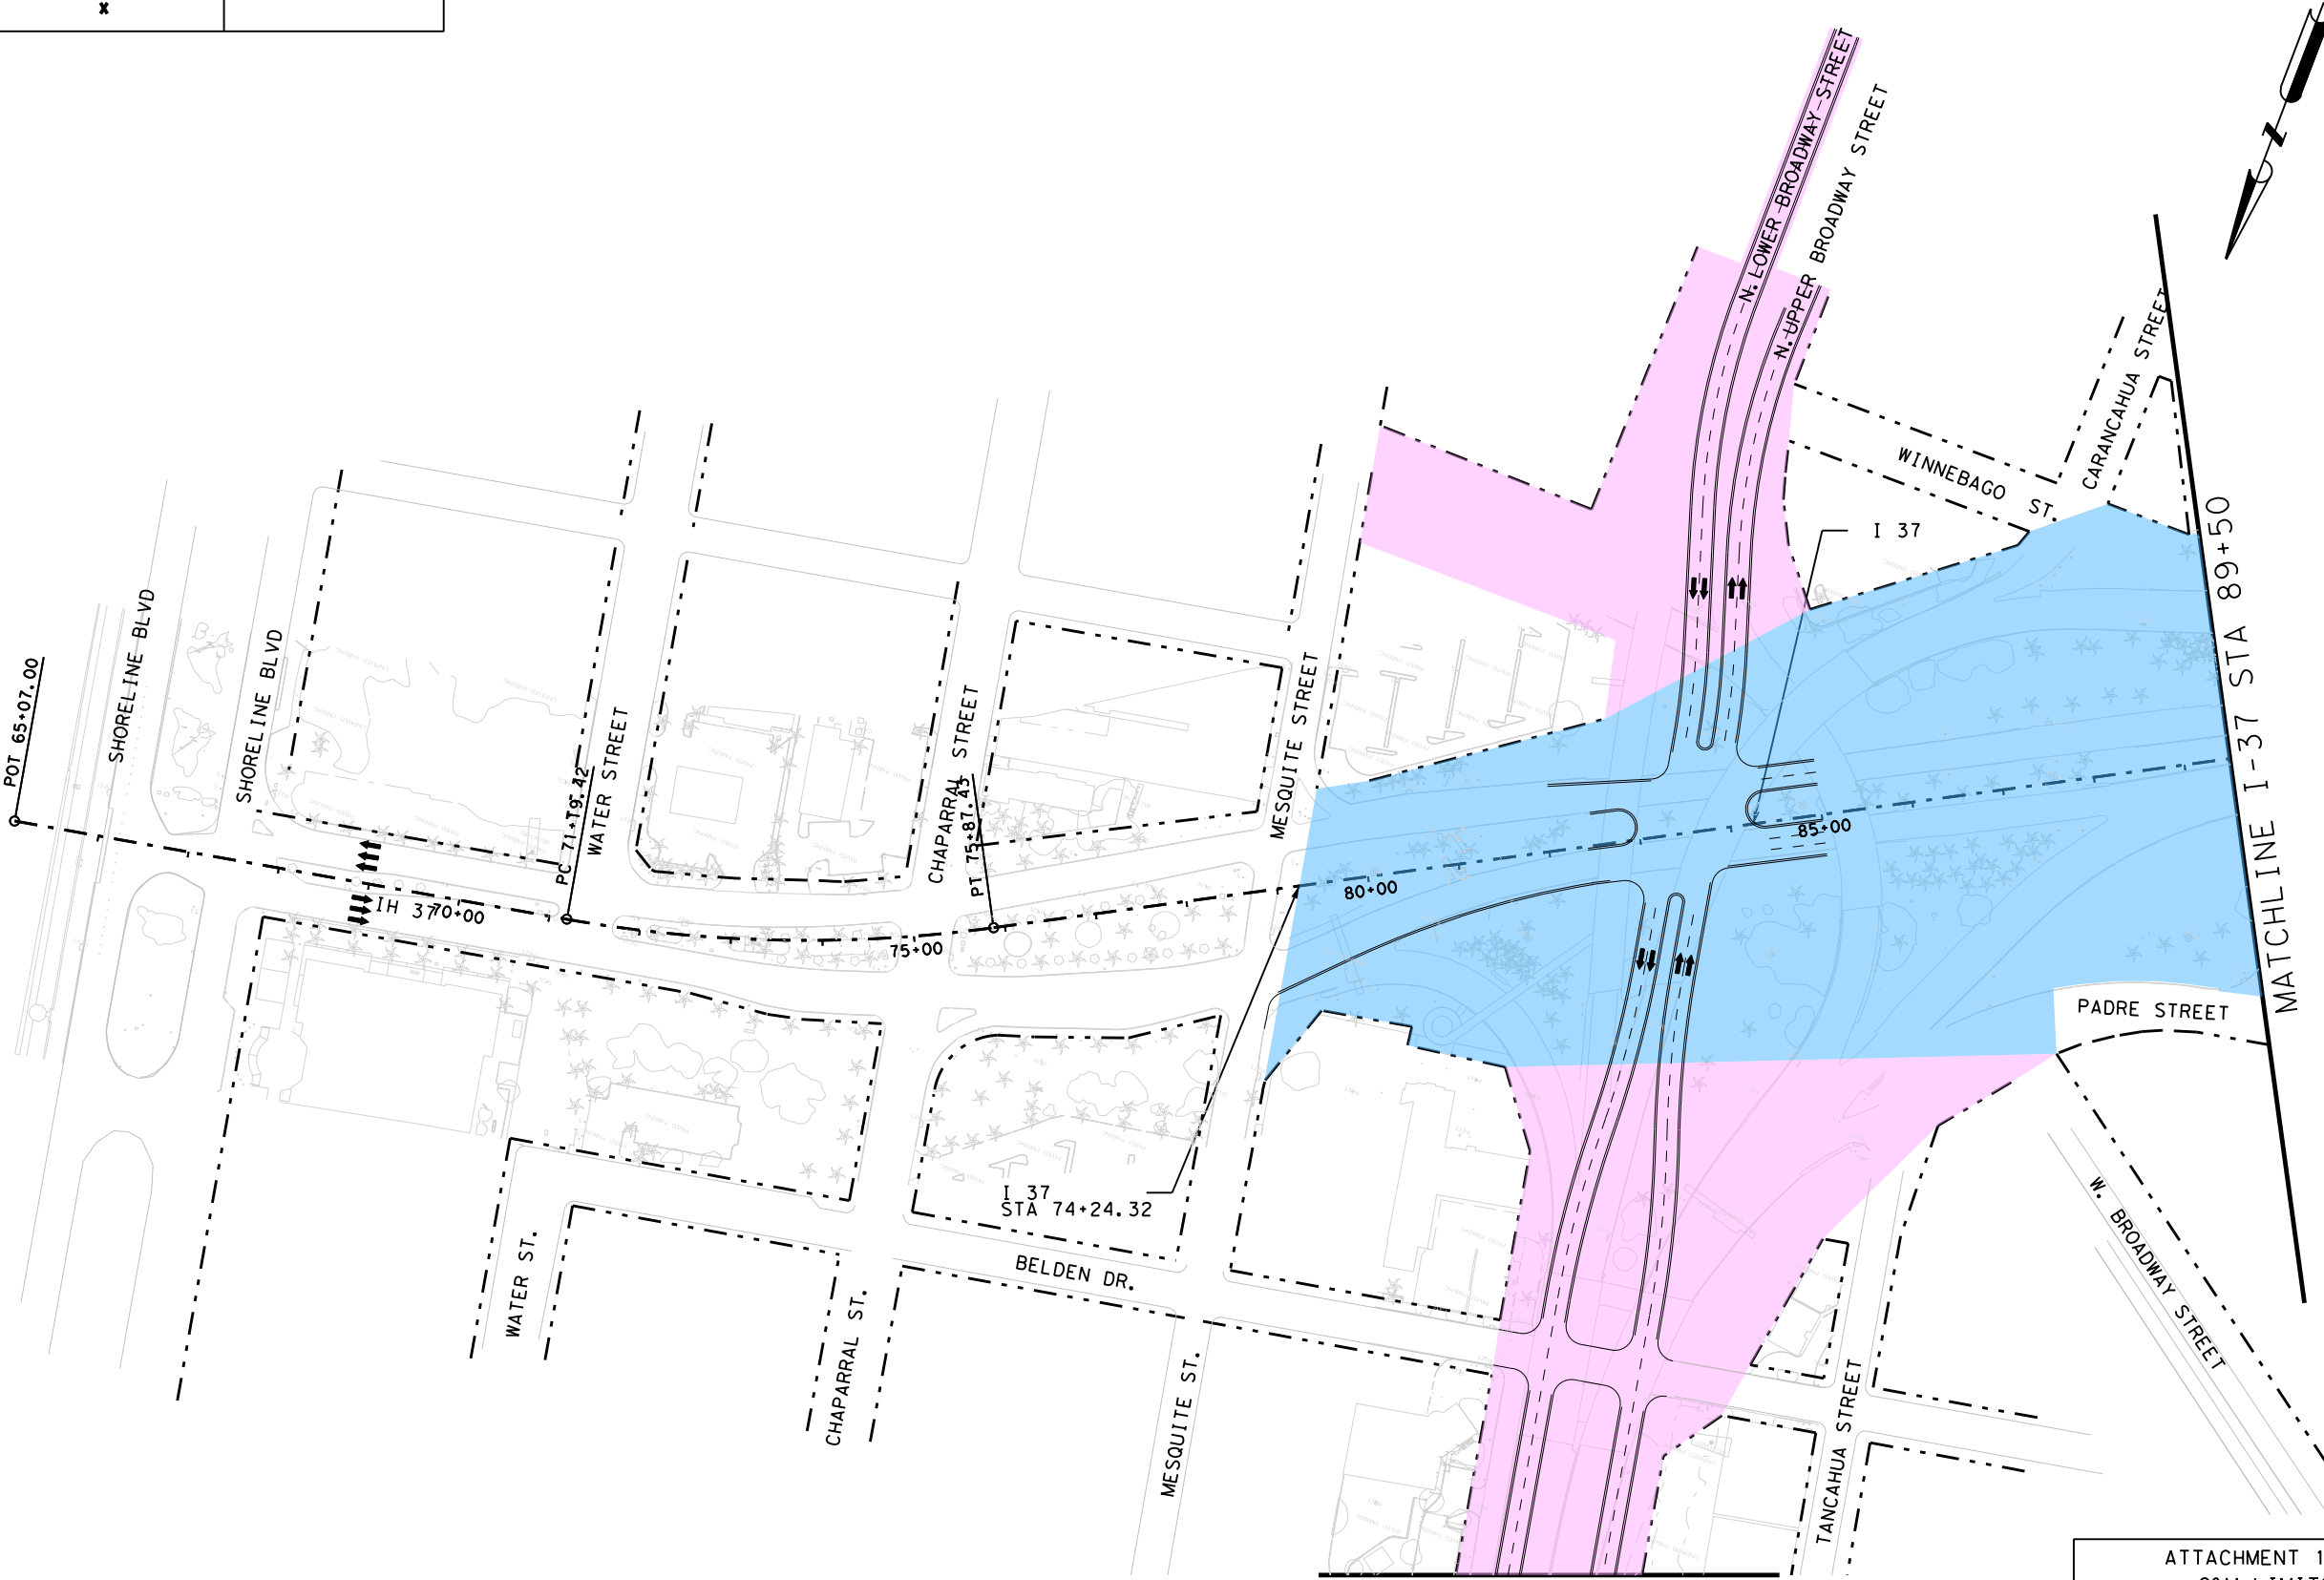 x
N. LOWER BROADWAY STREET
N. UPPER BROADWAY STREET
N
CARANCAHUA STREET
WINNEBAGO ST.
I 37
MATCHLINE I-37 STA 89+50
POT 65+07.00
SHORELINE BLVD
SHORELINE BLVD
PC 71+19.42
WATER STREET
CHAPARRAL STREET
PT 75+87.43
MESQUITE STREET
IH 37
70+00
75+00
80+00
85+00
PADRE STREET
I 37
STA 74+24.32
BELDEN DR.
WATER ST.
CHAPARRAL ST.
MESQUITE ST.
TANCAHUA STREET
W. BROADWAY STREET
ATTACHMENT 1